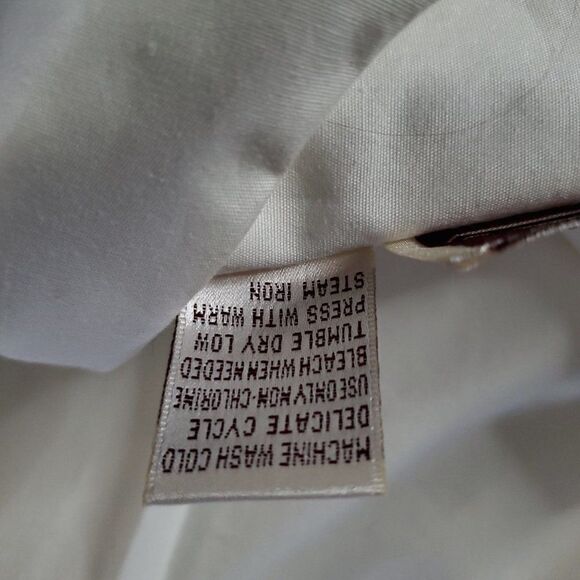 MACHINE WASH COLD
DELICATE CYCLE
USE ONLY NON-CHLORINE
BLEACH WHEN NEEDED
TUMBLE DRY LOW
PRESS WITH WARM
STEAM IRON